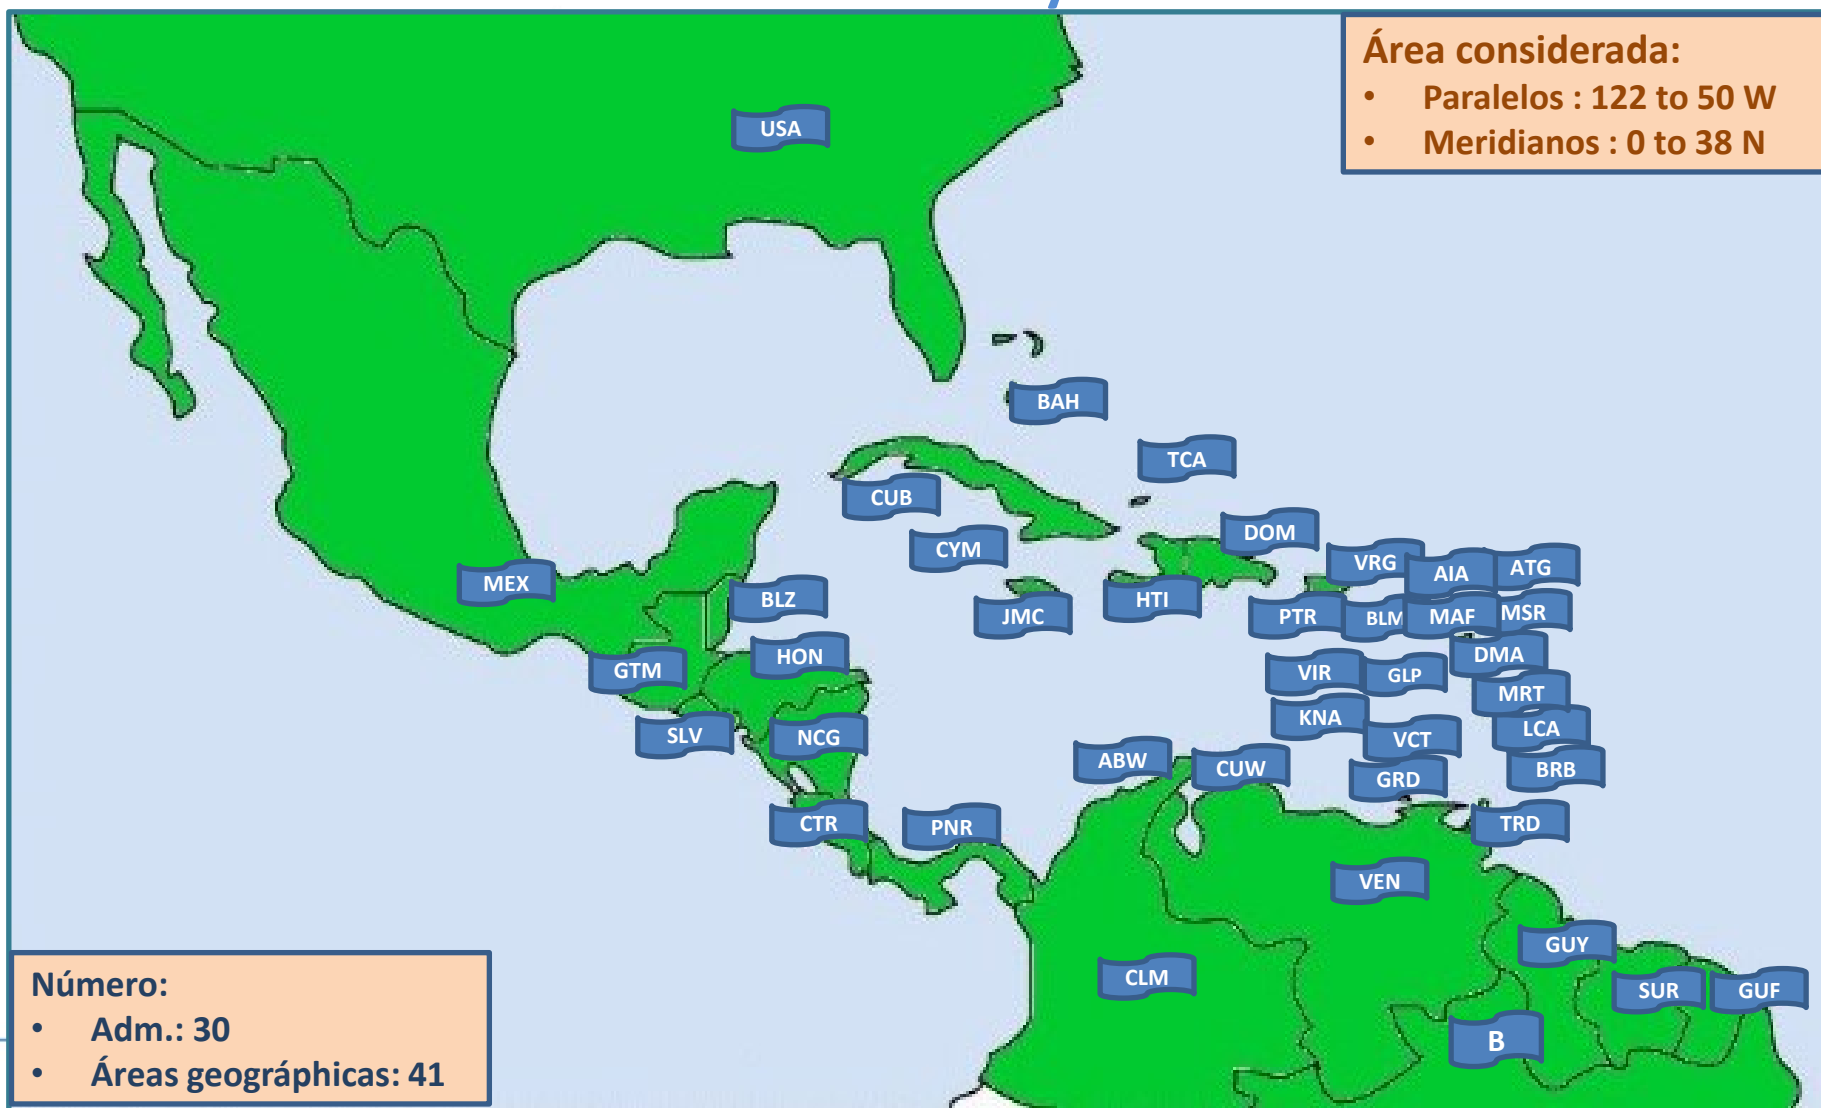 Área considerada:
• Paralelos : 122 to 50 W
• Meridianos : 0 to 38 N
USA
BAH
TCA
CUB
DOM
CYM
VRG
AIA
ATG
MEX
BLZ
JMC
HTI
PTR
BLM
MAF
MSR
GTM
HON
VIR
GLP
DMA
MRT
KNA
SLV
NCG
VCT
LCA
ABW
CUW
GRD
BRB
CTR
PNR
TRD
VEN
GUY
CLM
SUR
GUF
B
Número:
• Adm.: 30
• Áreas geográphicas: 41